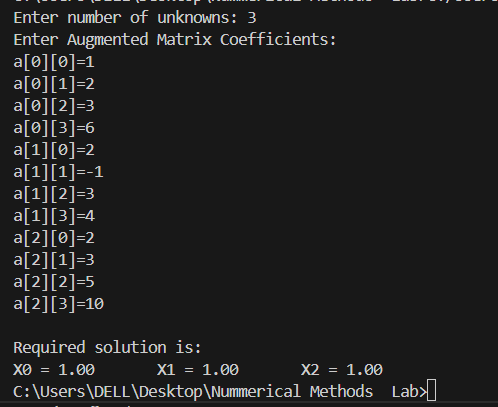 Enter number of unknowns: 3
Enter Augmented Matrix Coefficients:
a[0][0]=1
a[0][1]=2
a[0][2]=3
a[0][3]=6
a[1][0]=2
a[1][1]=-1
a[1][2]=3
a[1][3]=4
a[2][0]=2
a[2][1]=3
a[2][2]=5
a[2][3]=10
Required solution is:
X0 = 1.00 X1 = 1.00 X2 = 1.00
C:\Users\DELL\Desktop\Nummerical Methods  Lab>